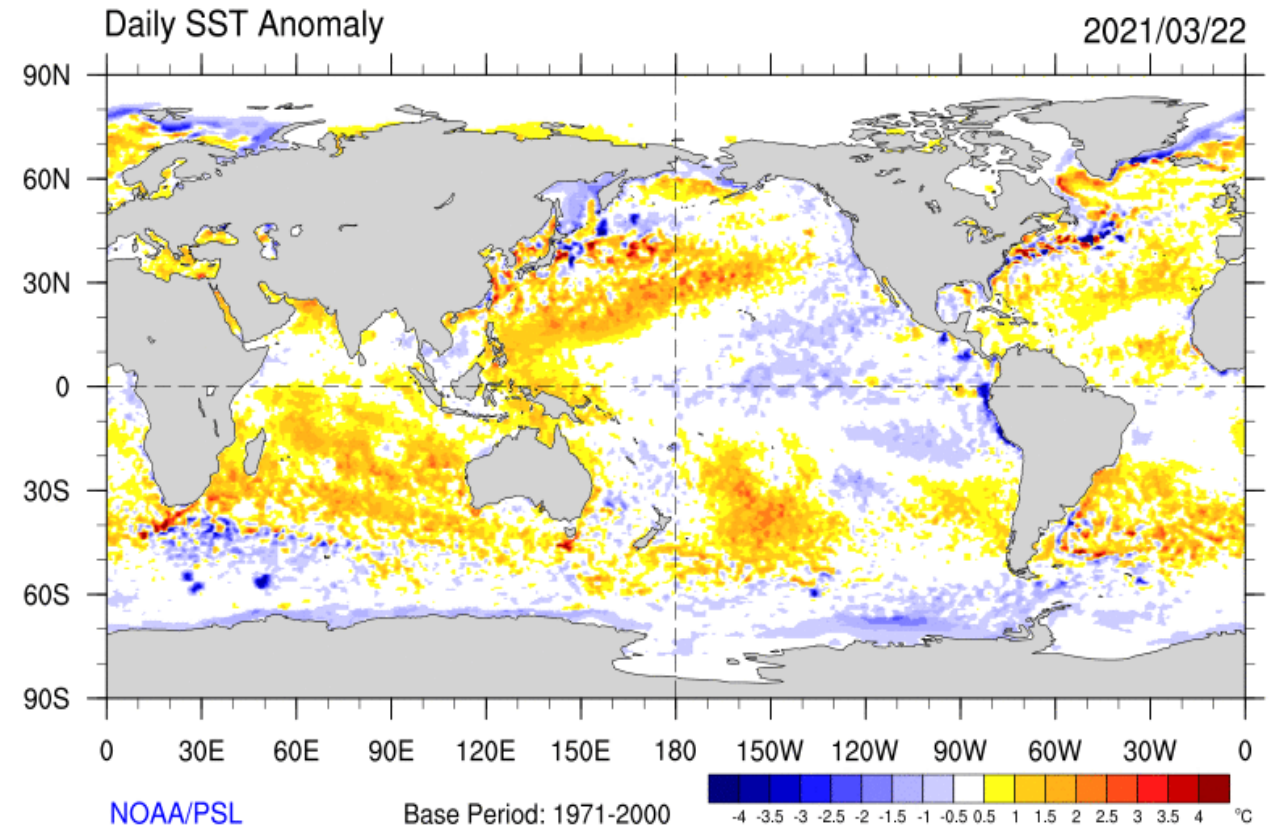 Daily SST Anomaly 2021/03/22
90N
60N
30N
0
30S
60S
90S
0 30E 60E 90E 120E 150E 180 150W 120W 90W 60W 30W 0
-4 -3.5 -3 -2.5 -2 -1.5 -1 -0.5 0.5 1 1.5 2 2.5 3 3.5 4 °C
NOAA/PSL Base Period: 1971-2000